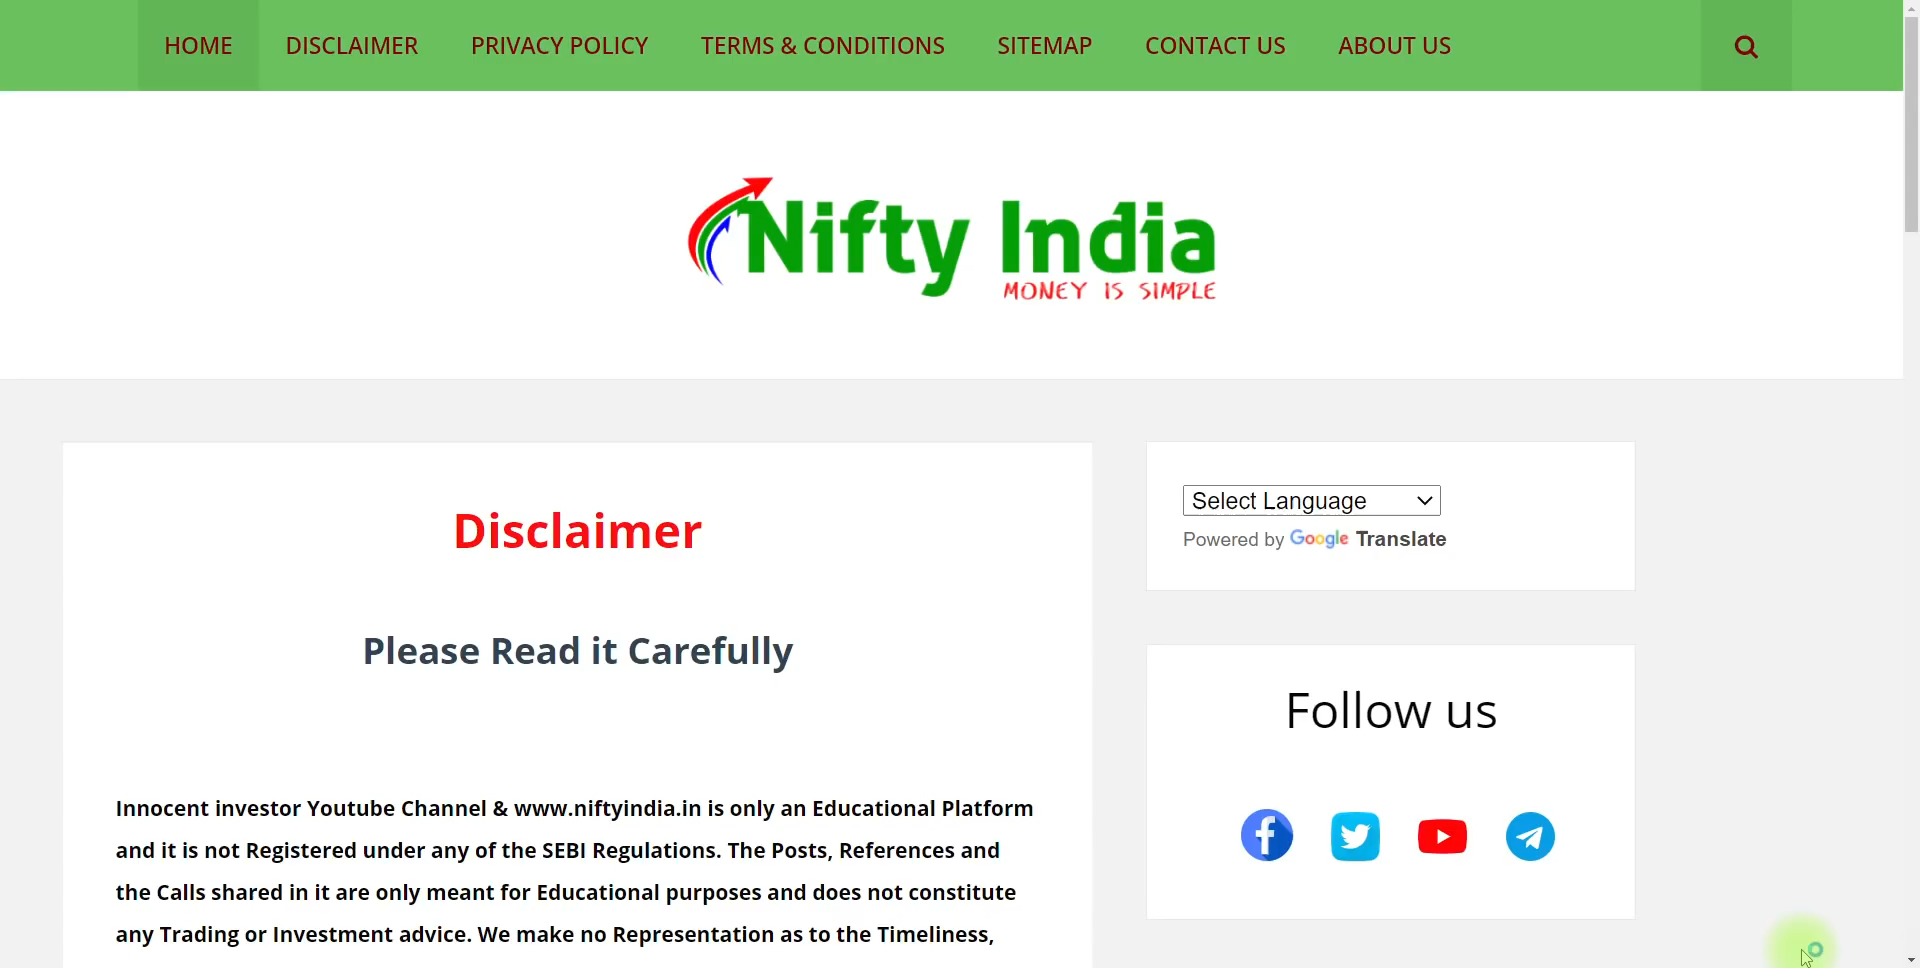 HOME DISCLAIMER PRIVACY POLICY TERMS & CONDITIONS SITEMAP CONTACT US ABOUT US
Nifty India
MONEY IS SIMPLE
Disclaimer
Please Read it Carefully
Innocent investor Youtube Channel & www.niftyindia.in is only an Educational Platform
and it is not Registered under any of the SEBI Regulations. The Posts, References and
the Calls shared in it are only meant for Educational purposes and does not constitute
any Trading or Investment advice. We make no Representation as to the Timeliness,
Select Language
Powered by Google Translate
Follow us